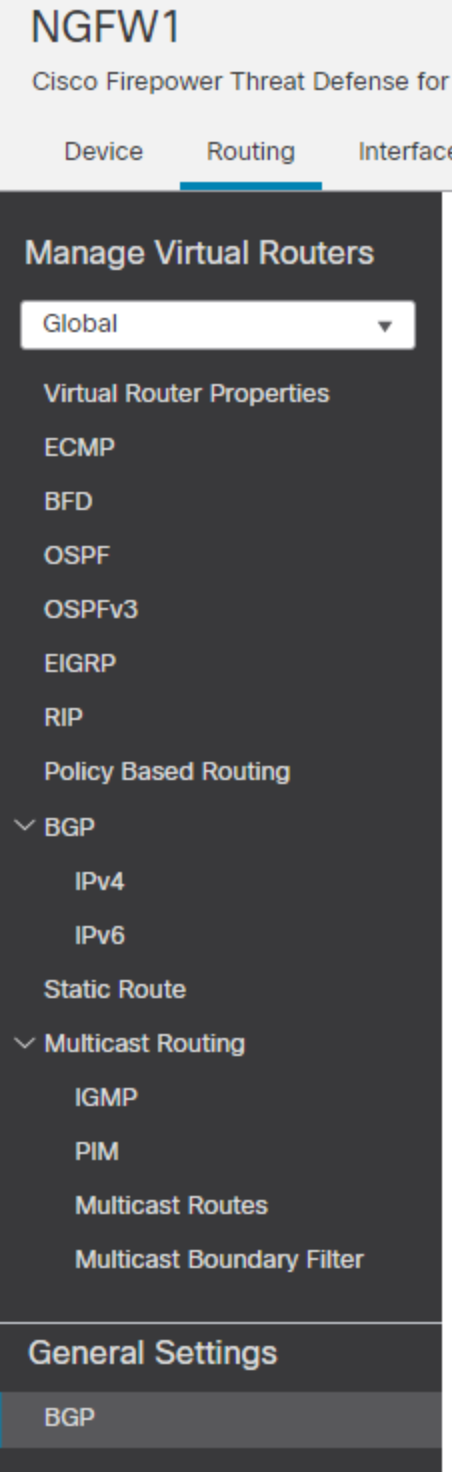 NGFW1
Cisco Firepower Threat Defense for
Device Routing Interface
Manage Virtual Routers
Global
Virtual Router Properties
ECMP
BFD
OSPF
OSPFv3
EIGRP
RIP
Policy Based Routing
BGP
IPv4
IPv6
Static Route
Multicast Routing
IGMP
PIM
Multicast Routes
Multicast Boundary Filter
General Settings
BGP